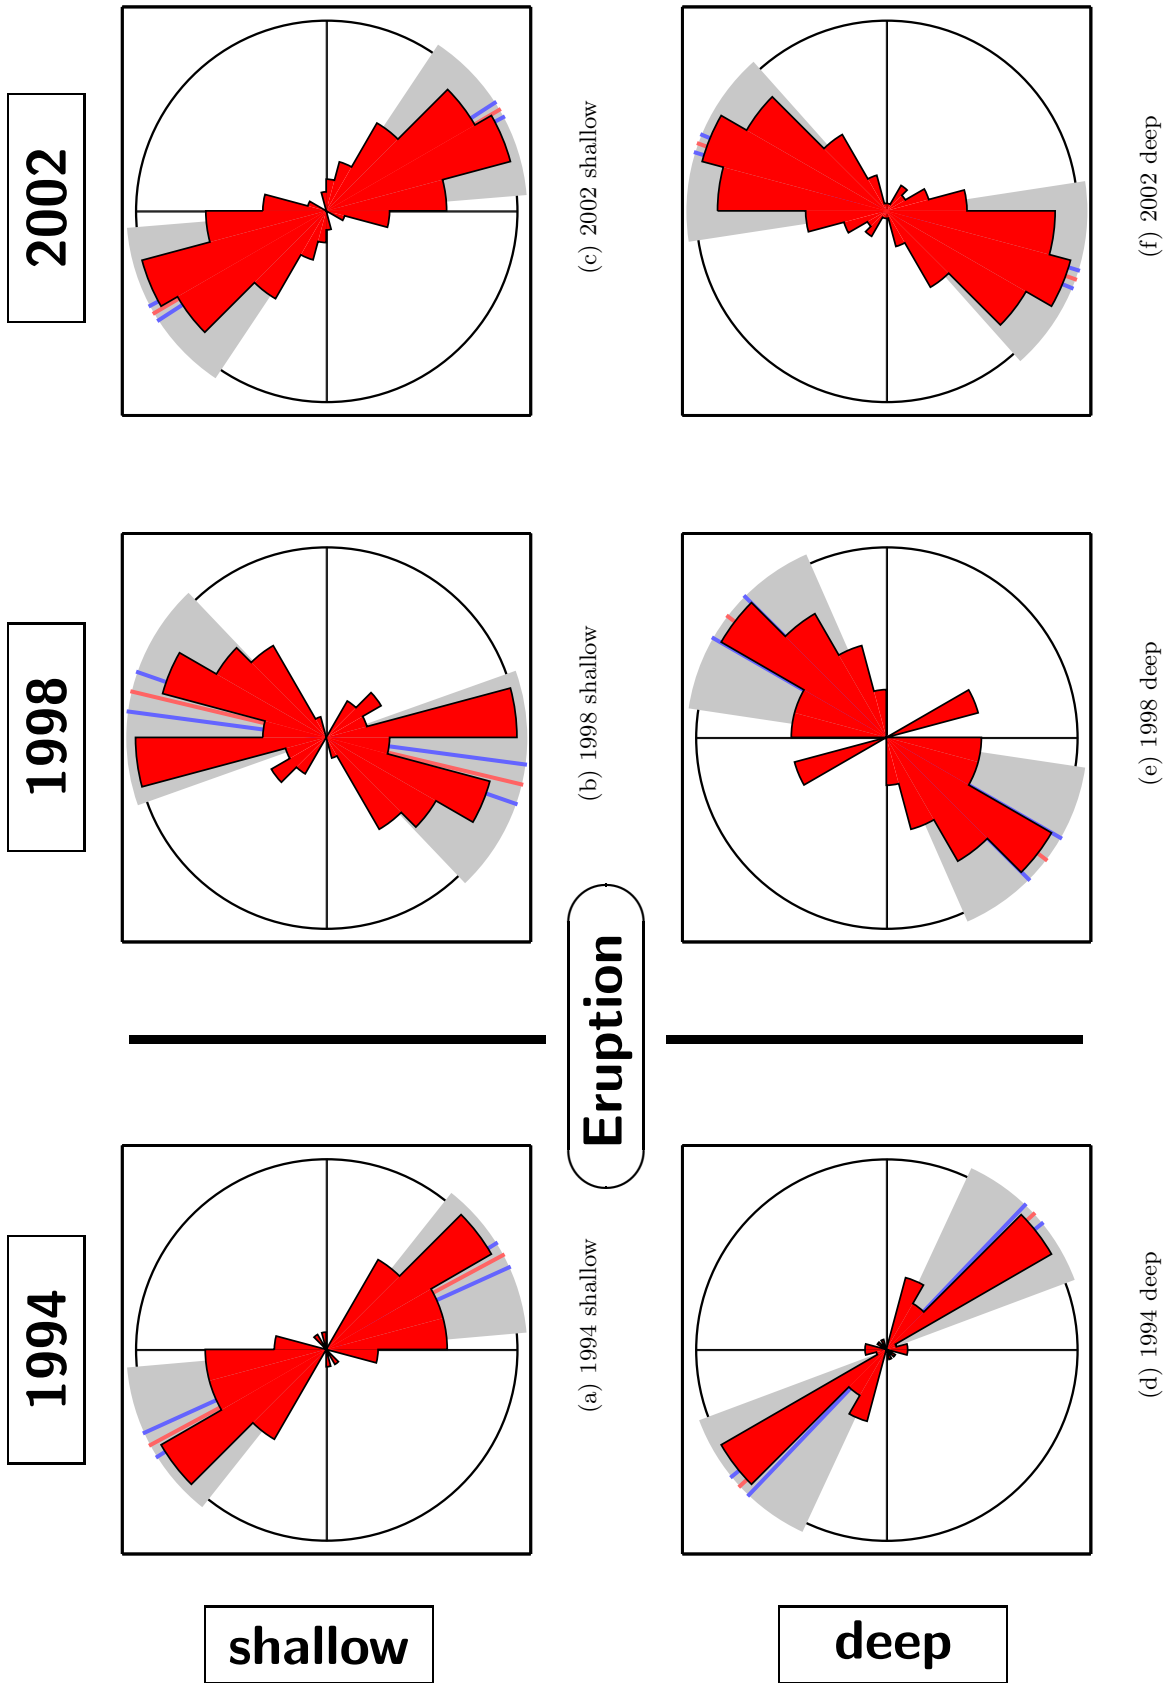 1994
1998
2002
shallow
(a) 1994 shallow
(b) 1998 shallow
(c) 2002 shallow
Eruption
deep
(d) 1994 deep
(e) 1998 deep
(f) 2002 deep